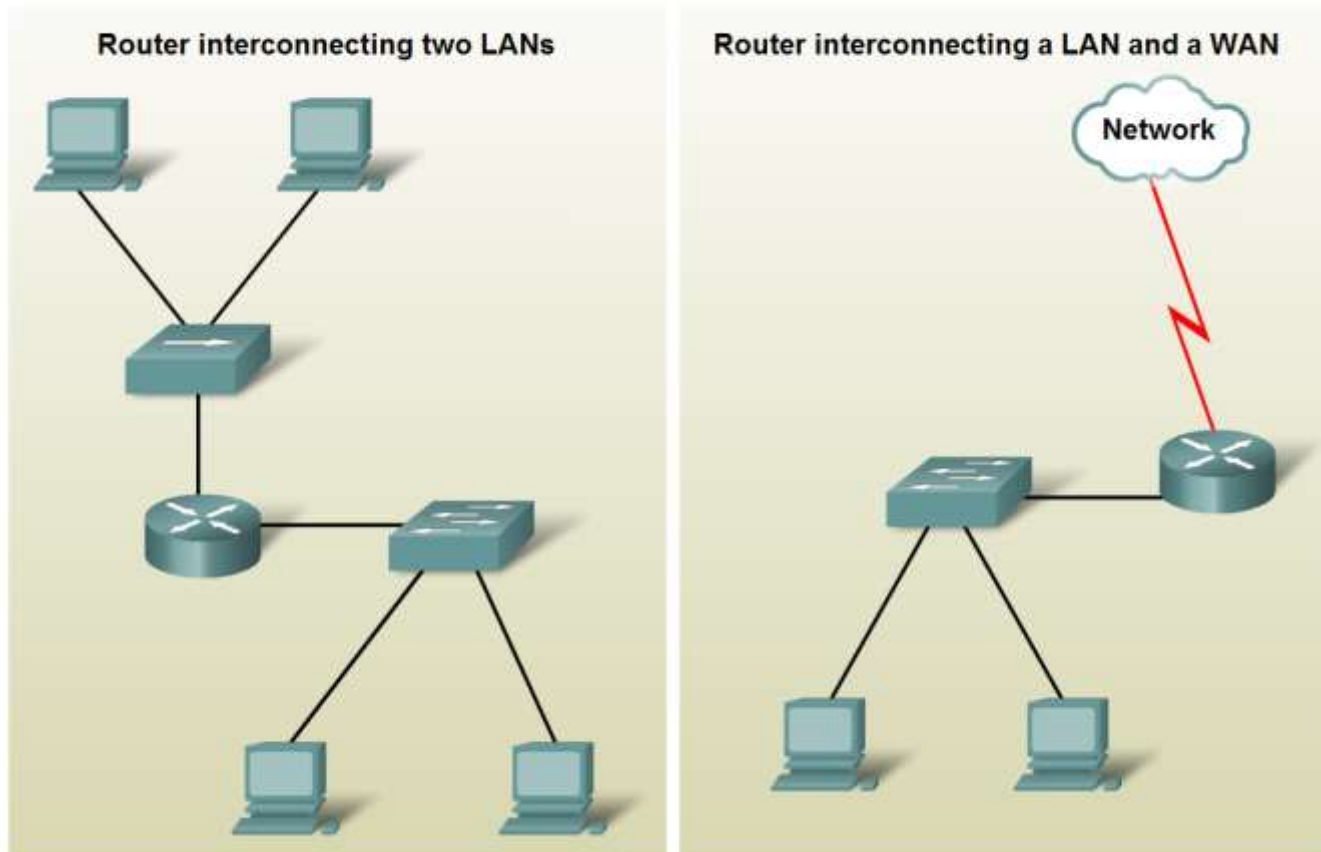 Router interconnecting two LANs
Router interconnecting a LAN and a WAN
Network